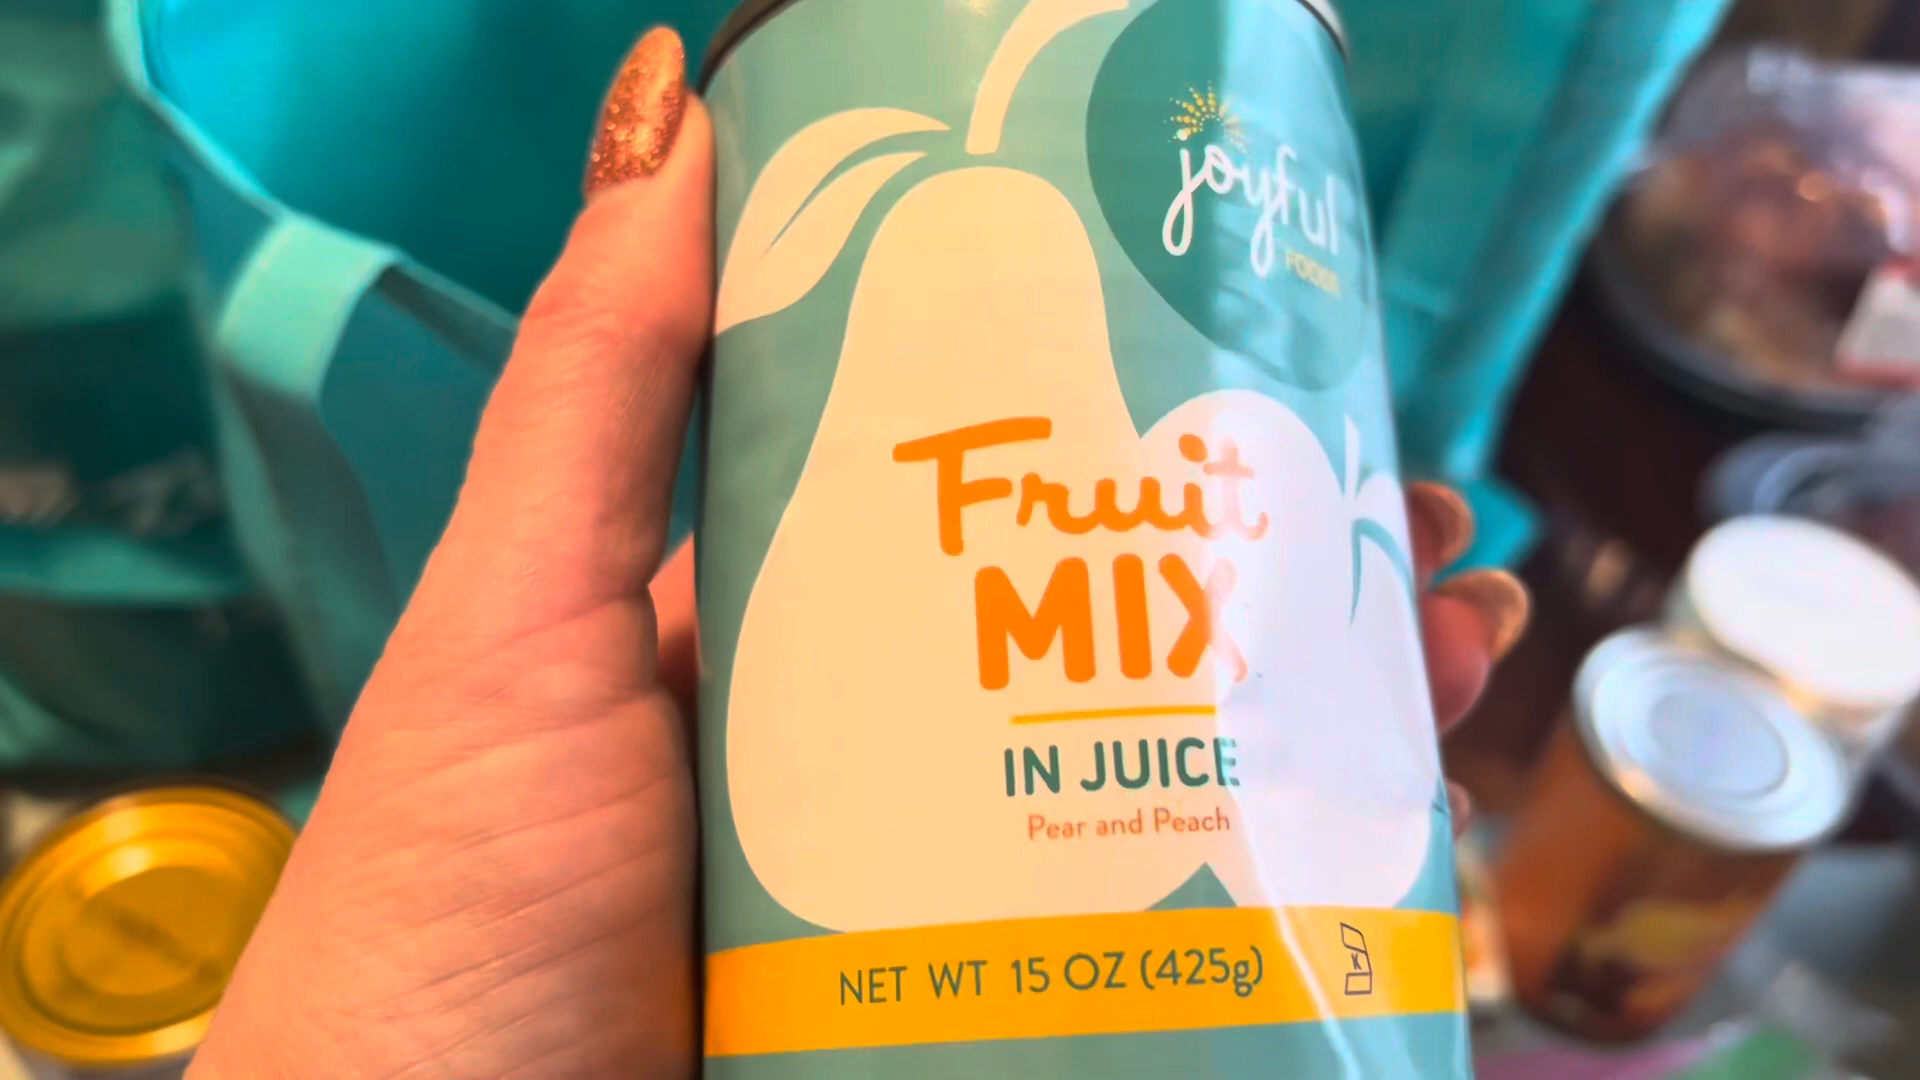 joyful
FOODS
Fruit
MIX
IN JUICE
Pear and Peach
NET WT 15 OZ (425g)
K